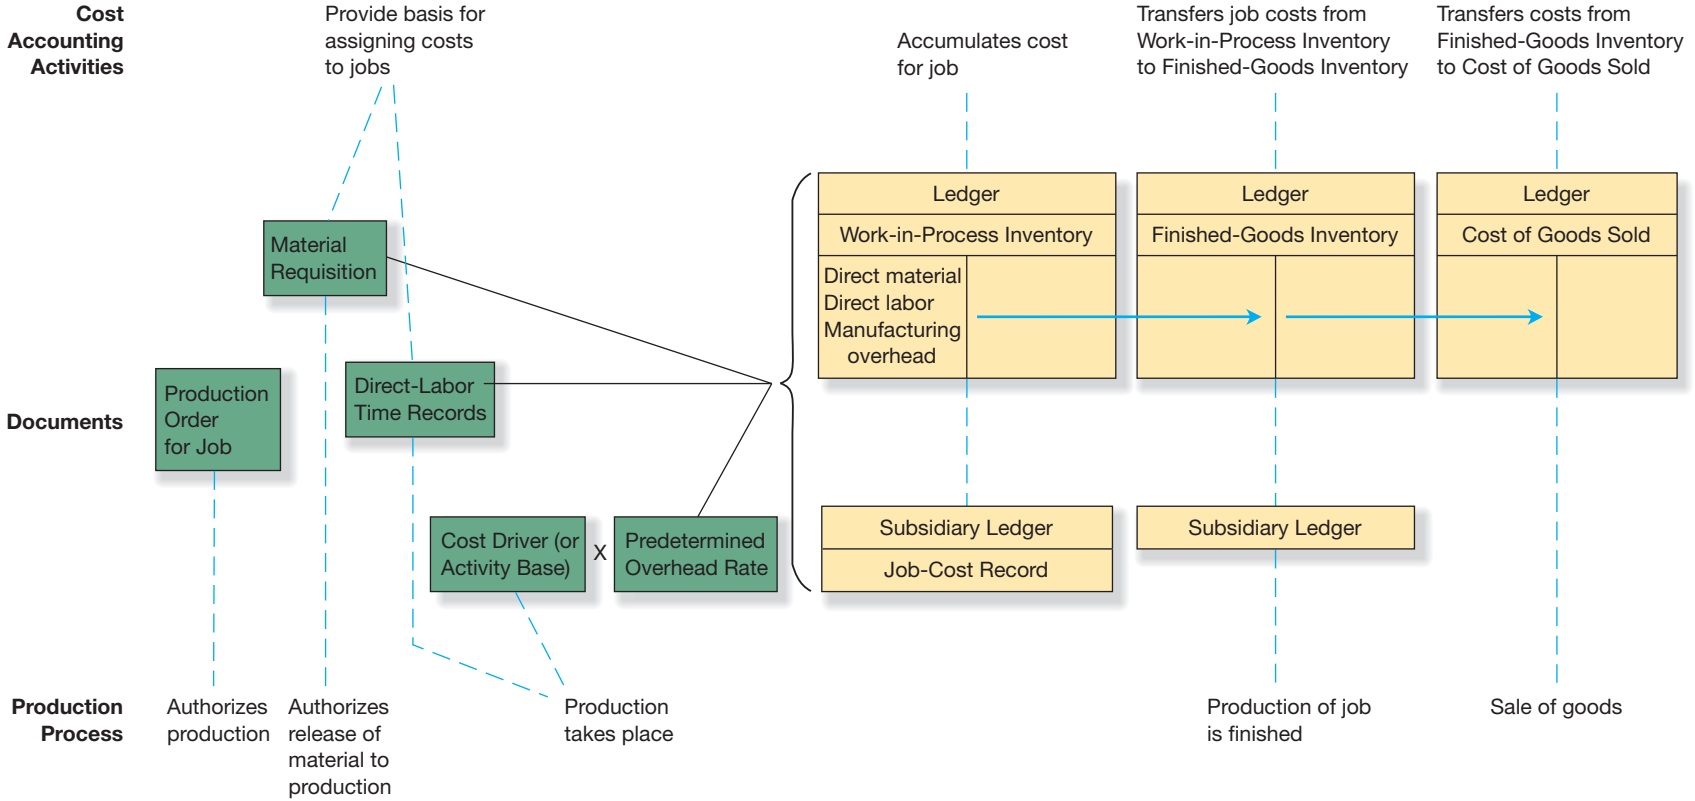 Cost
Accounting
Activities
Provide basis for
assigning costs
to jobs
Accumulates cost
for job
Transfers job costs from
Work-in-Process Inventory
to Finished-Goods Inventory
Transfers costs from
Finished-Goods Inventory
to Cost of Goods Sold
Documents
Production
Order
for Job
Material
Requisition
Direct-Labor
Time Records
Cost Driver (or
Activity Base)
X
Predetermined
Overhead Rate
Ledger
Work-in-Process Inventory
Direct material
Direct labor
Manufacturing
overhead
Subsidiary Ledger
Job-Cost Record
Ledger
Finished-Goods Inventory
Subsidiary Ledger
Ledger
Cost of Goods Sold
Production
Process
Authorizes
production
Authorizes
release of
material to
production
Production
takes place
Production of job
is finished
Sale of goods